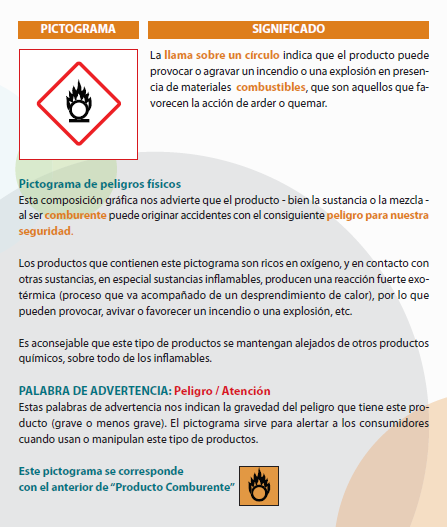 PICTOGRAMA
SIGNIFICADO
La llama sobre un círculo indica que el producto puede
provocar o agravar un incendio o una explosión en presen-
cia de materiales combustibles, que son aquellos que fa-
vorecen la acción de arder o quemar.
Pictograma de peligros físicos
Esta composición gráfica nos advierte que el producto - bien la sustancia o la mezcla -
al ser comburente puede originar accidentes con el consiguiente peligro para nuestra
seguridad.
Los productos que contienen este pictograma son ricos en oxígeno, y en contacto con
otras sustancias, en especial sustancias inflamables, producen una reacción fuerte exo-
térmica (proceso que va acompañado de un desprendimiento de calor), por lo que
pueden provocar, avivar o favorecer un incendio o una explosión, etc.
Es aconsejable que este tipo de productos se mantengan alejados de otros productos
químicos, sobre todo de los inflamables.
PALABRA DE ADVERTENCIA: Peligro / Atención
Estas palabras de advertencia nos indican la gravedad del peligro que tiene este pro-
ducto (grave o menos grave). El pictograma sirve para alertar a los consumidores
cuando usan o manipulan este tipo de productos.
Este pictograma se corresponde
con el anterior de “Producto Comburente”